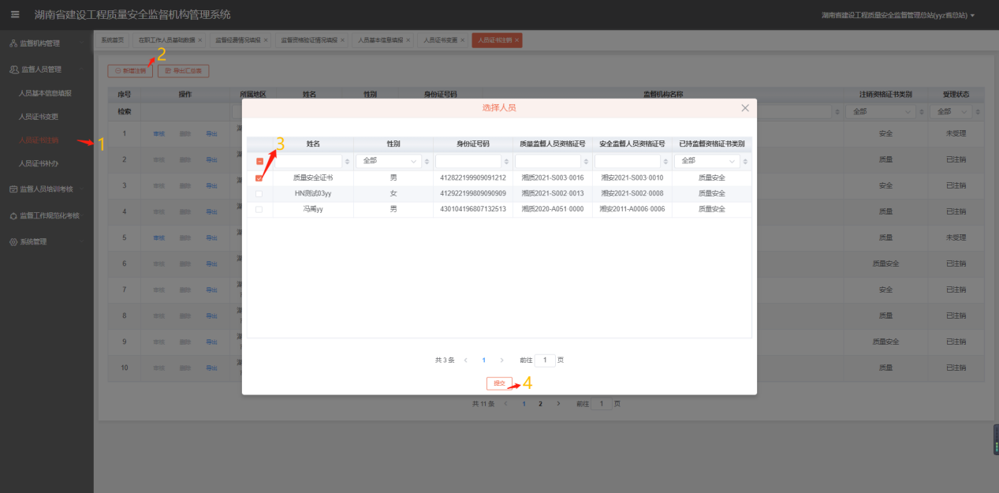 湖南省建设工程质量安全监督机构管理系统
湖南省建设工程质量安全监督管理总站(yyz省总站)
监督机构管理
监督人员管理
人员基本信息填报
人员证书变更
人员证书注销
人员证书补办
监督人员培训考核
监督工作规范化考核
系统管理
系统首页 在职工作人员基础数据 × 监督经费情况填报 × 监督资格验证情况填报 × 人员基本信息填报 × 人员证书变更 × 人员证书注销 ×
1
2
新增注销 导出汇总表
序号 操作 所属地区 姓名 性别 身份证号码 监督机构名称 注销资格证书类别 受理状态
检索 全部 全部
1 审核 删除 导出 安全 未受理
2 审核 删除 导出 质量 已注销
3 审核 删除 导出 安全 已注销
4 审核 删除 导出 质量 已注销
5 审核 删除 导出 质量 未受理
6 审核 删除 导出 质量安全 已注销
7 审核 删除 导出 安全 已注销
8 审核 删除 导出 质量 已注销
9 审核 删除 导出 质量安全 已注销
10 审核 删除 导出 质量 已注销
选择人员
3
姓名 性别 身份证号码 质量监督人员资格证号 安全监督人员资格证号 已持监督资格证书类别
全部 全部
质量安全证书 男 412822199909091212 湘质2021-S003-0016 湘安2021-S003-0010 质量安全
HN测试03yy 女 412922199809090909 湘质2021-S002-0013 湘安2021-S002-0008 质量安全
男 430104196807132513 湘质2020-A051-0000 湘安2011-A0006-0006 质量安全
共 3 条 < 1 > 前往 1 页
提交
4
共 11 条 < 1 2 > 前往 1 页